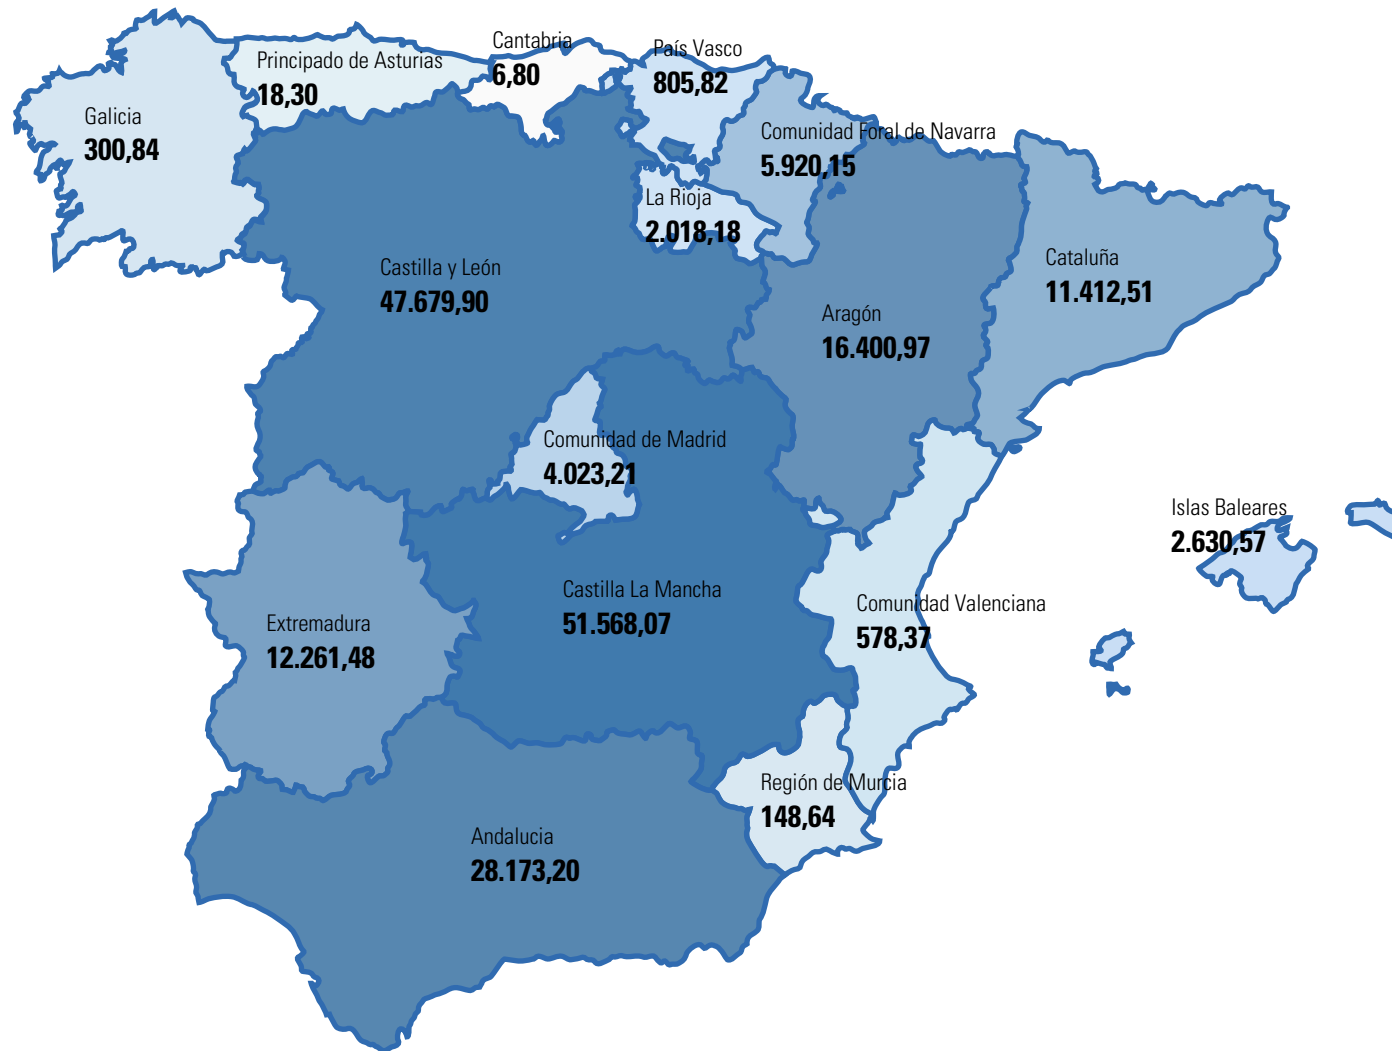 Cantabria
6,80
País Vasco
805,82
Principado de Asturias
18,30
Galicia
300,84
Comunidad Foral de Navarra
5.920,15
La Rioja
2.018,18
Castilla y León
47.679,90
Cataluña
11.412,51
Aragón
16.400,97
Comunidad de Madrid
4.023,21
Islas Baleares
2.630,57
Castilla La Mancha
51.568,07
Comunidad Valenciana
578,37
Extremadura
12.261,48
Región de Murcia
148,64
Andalucia
28.173,20